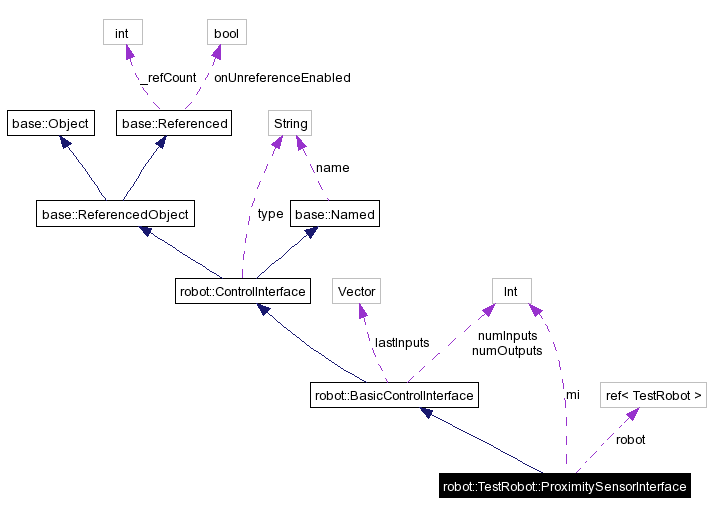 int
bool
_refCount
onUnreferenceEnabled
base::Object
base::Referenced
String
name
base::ReferencedObject
type
base::Named
robot::ControlInterface
Vector
Int
lastInputs
numInputs
numOutputs
robot::BasicControlInterface
mi
ref< TestRobot >
robot
robot::TestRobot::ProximitySensorInterface